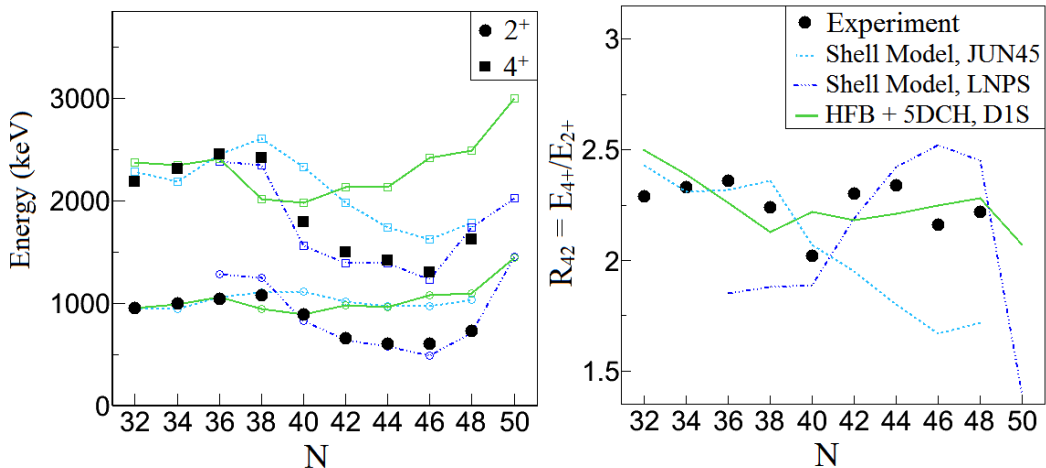 Energy (keV)
3000
2000
1000
0
2+
4+
32 34 36 38 40 42 44 46 48 50
N
R42 = E4+/E2+
3
2.5
2
1.5
Experiment
Shell Model, JUN45
Shell Model, LNPS
HFB + 5DCH, D1S
32 34 36 38 40 42 44 46 48 50
N